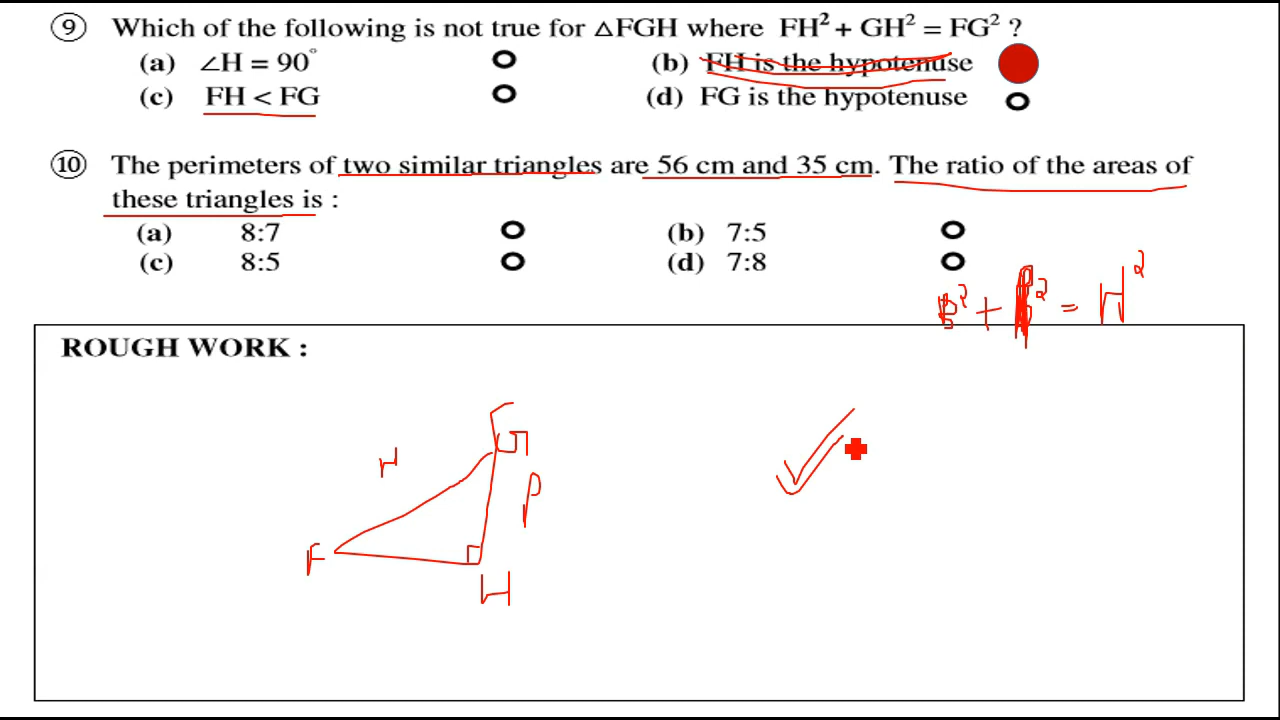 ⑨ Which of the following is not true for △FGH where FH² + GH² = FG² ?
(a) ∠H = 90° (b) FH is the hypotenuse
(c) FH < FG (d) FG is the hypotenuse
⑩ The perimeters of two similar triangles are 56 cm and 35 cm. The ratio of the areas of
these triangles is :
(a) 8:7 (b) 7:5
(c) 8:5 (d) 7:8
B² + P² = H²
ROUGH WORK :
G
H
P
F
H